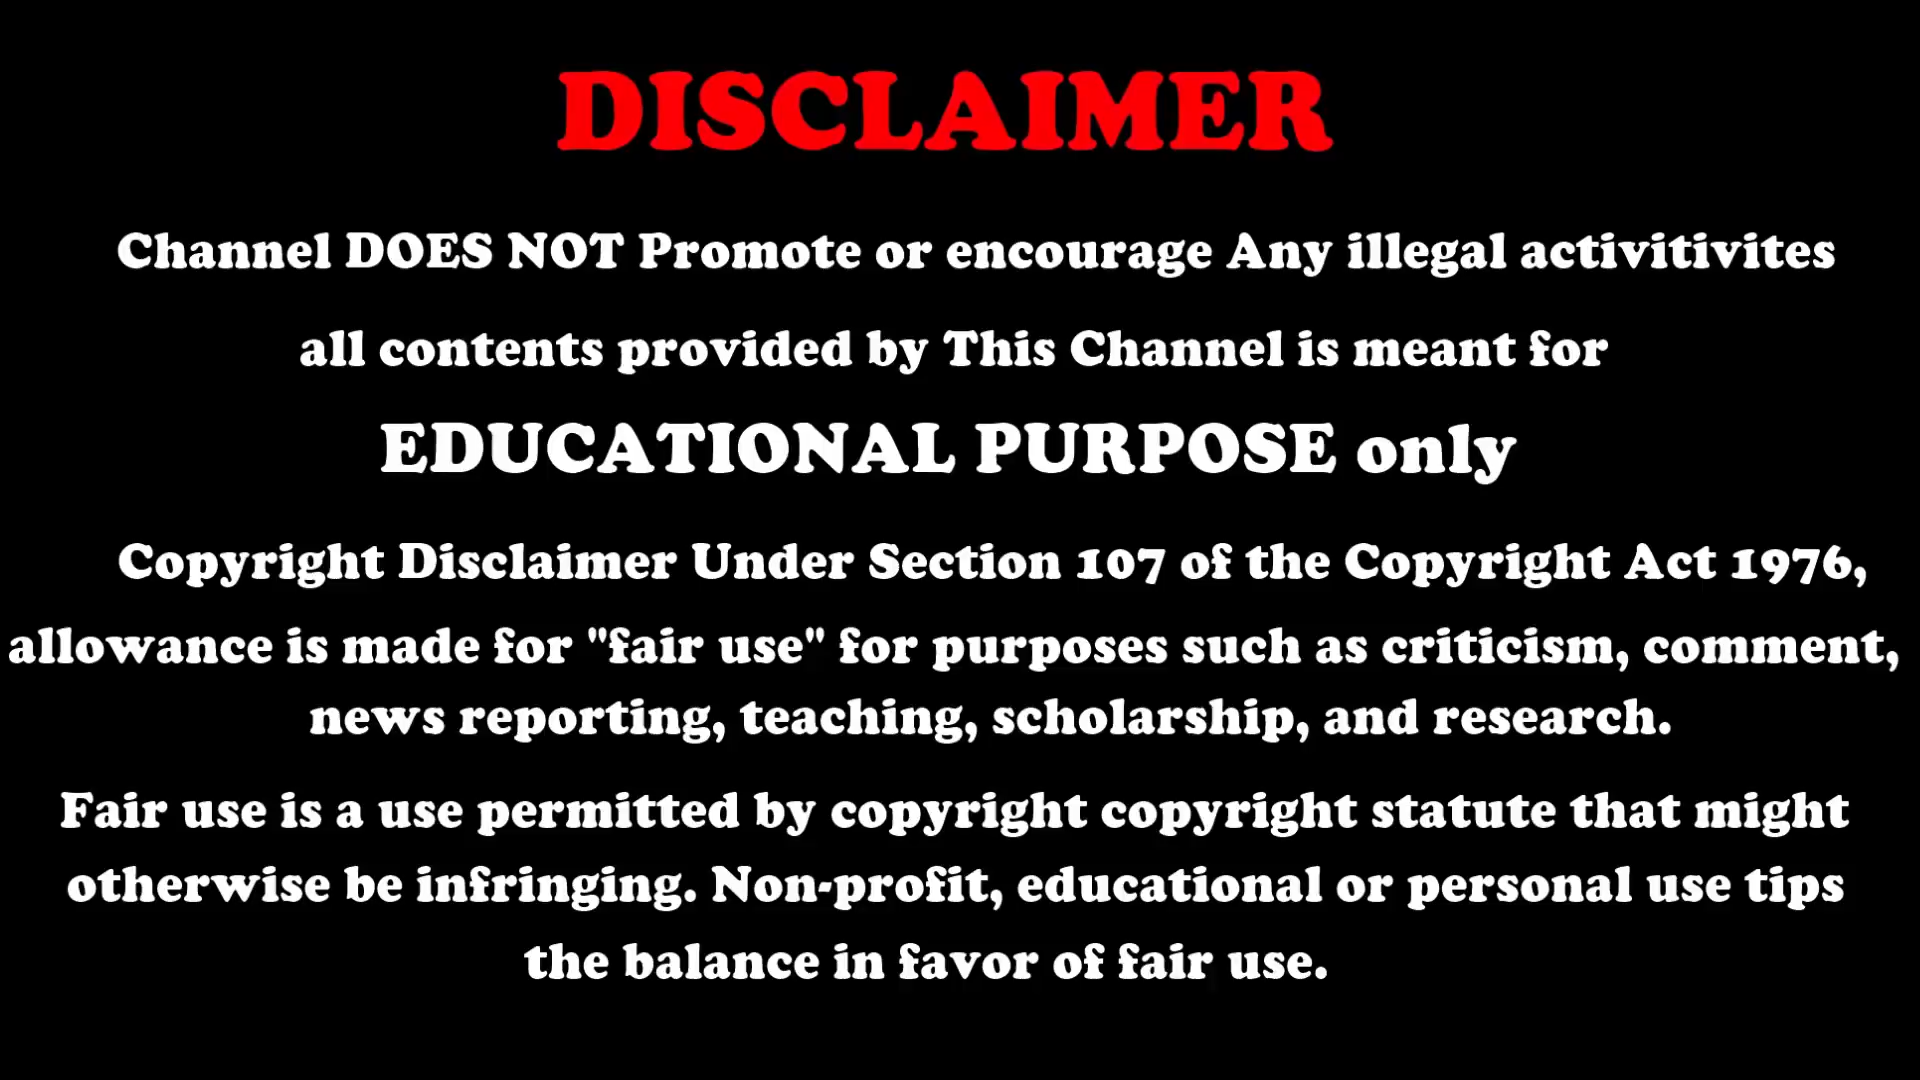 DISCLAIMER
Channel DOES NOT Promote or encourage Any illegal activitivites
all contents provided by This Channel is meant for
EDUCATIONAL PURPOSE only
Copyright Disclaimer Under Section 107 of the Copyright Act 1976,
allowance is made for "fair use" for purposes such as criticism, comment,
news reporting, teaching, scholarship, and research.
Fair use is a use permitted by copyright copyright statute that might
otherwise be infringing. Non-profit, educational or personal use tips
the balance in favor of fair use.